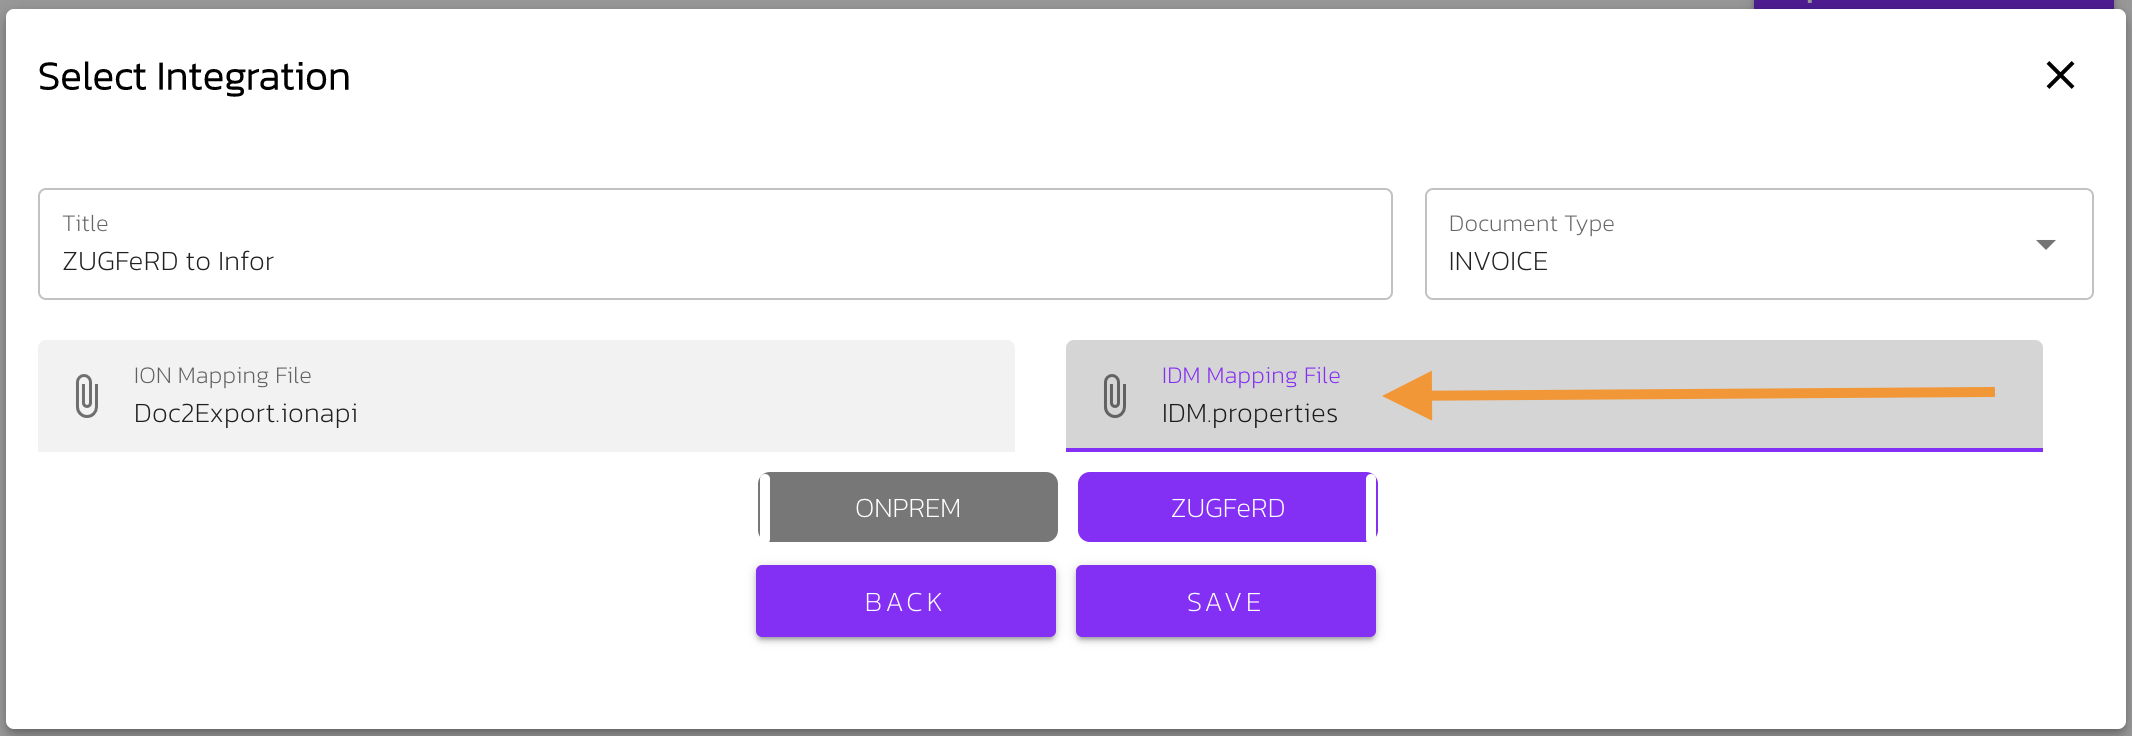 Select Integration
Title
ZUGFeRD to Infor
Document Type
INVOICE
ION Mapping File
Doc2Export.ionapi
IDM Mapping File
IDM.properties
ONPREM
ZUGFeRD
BACK
SAVE